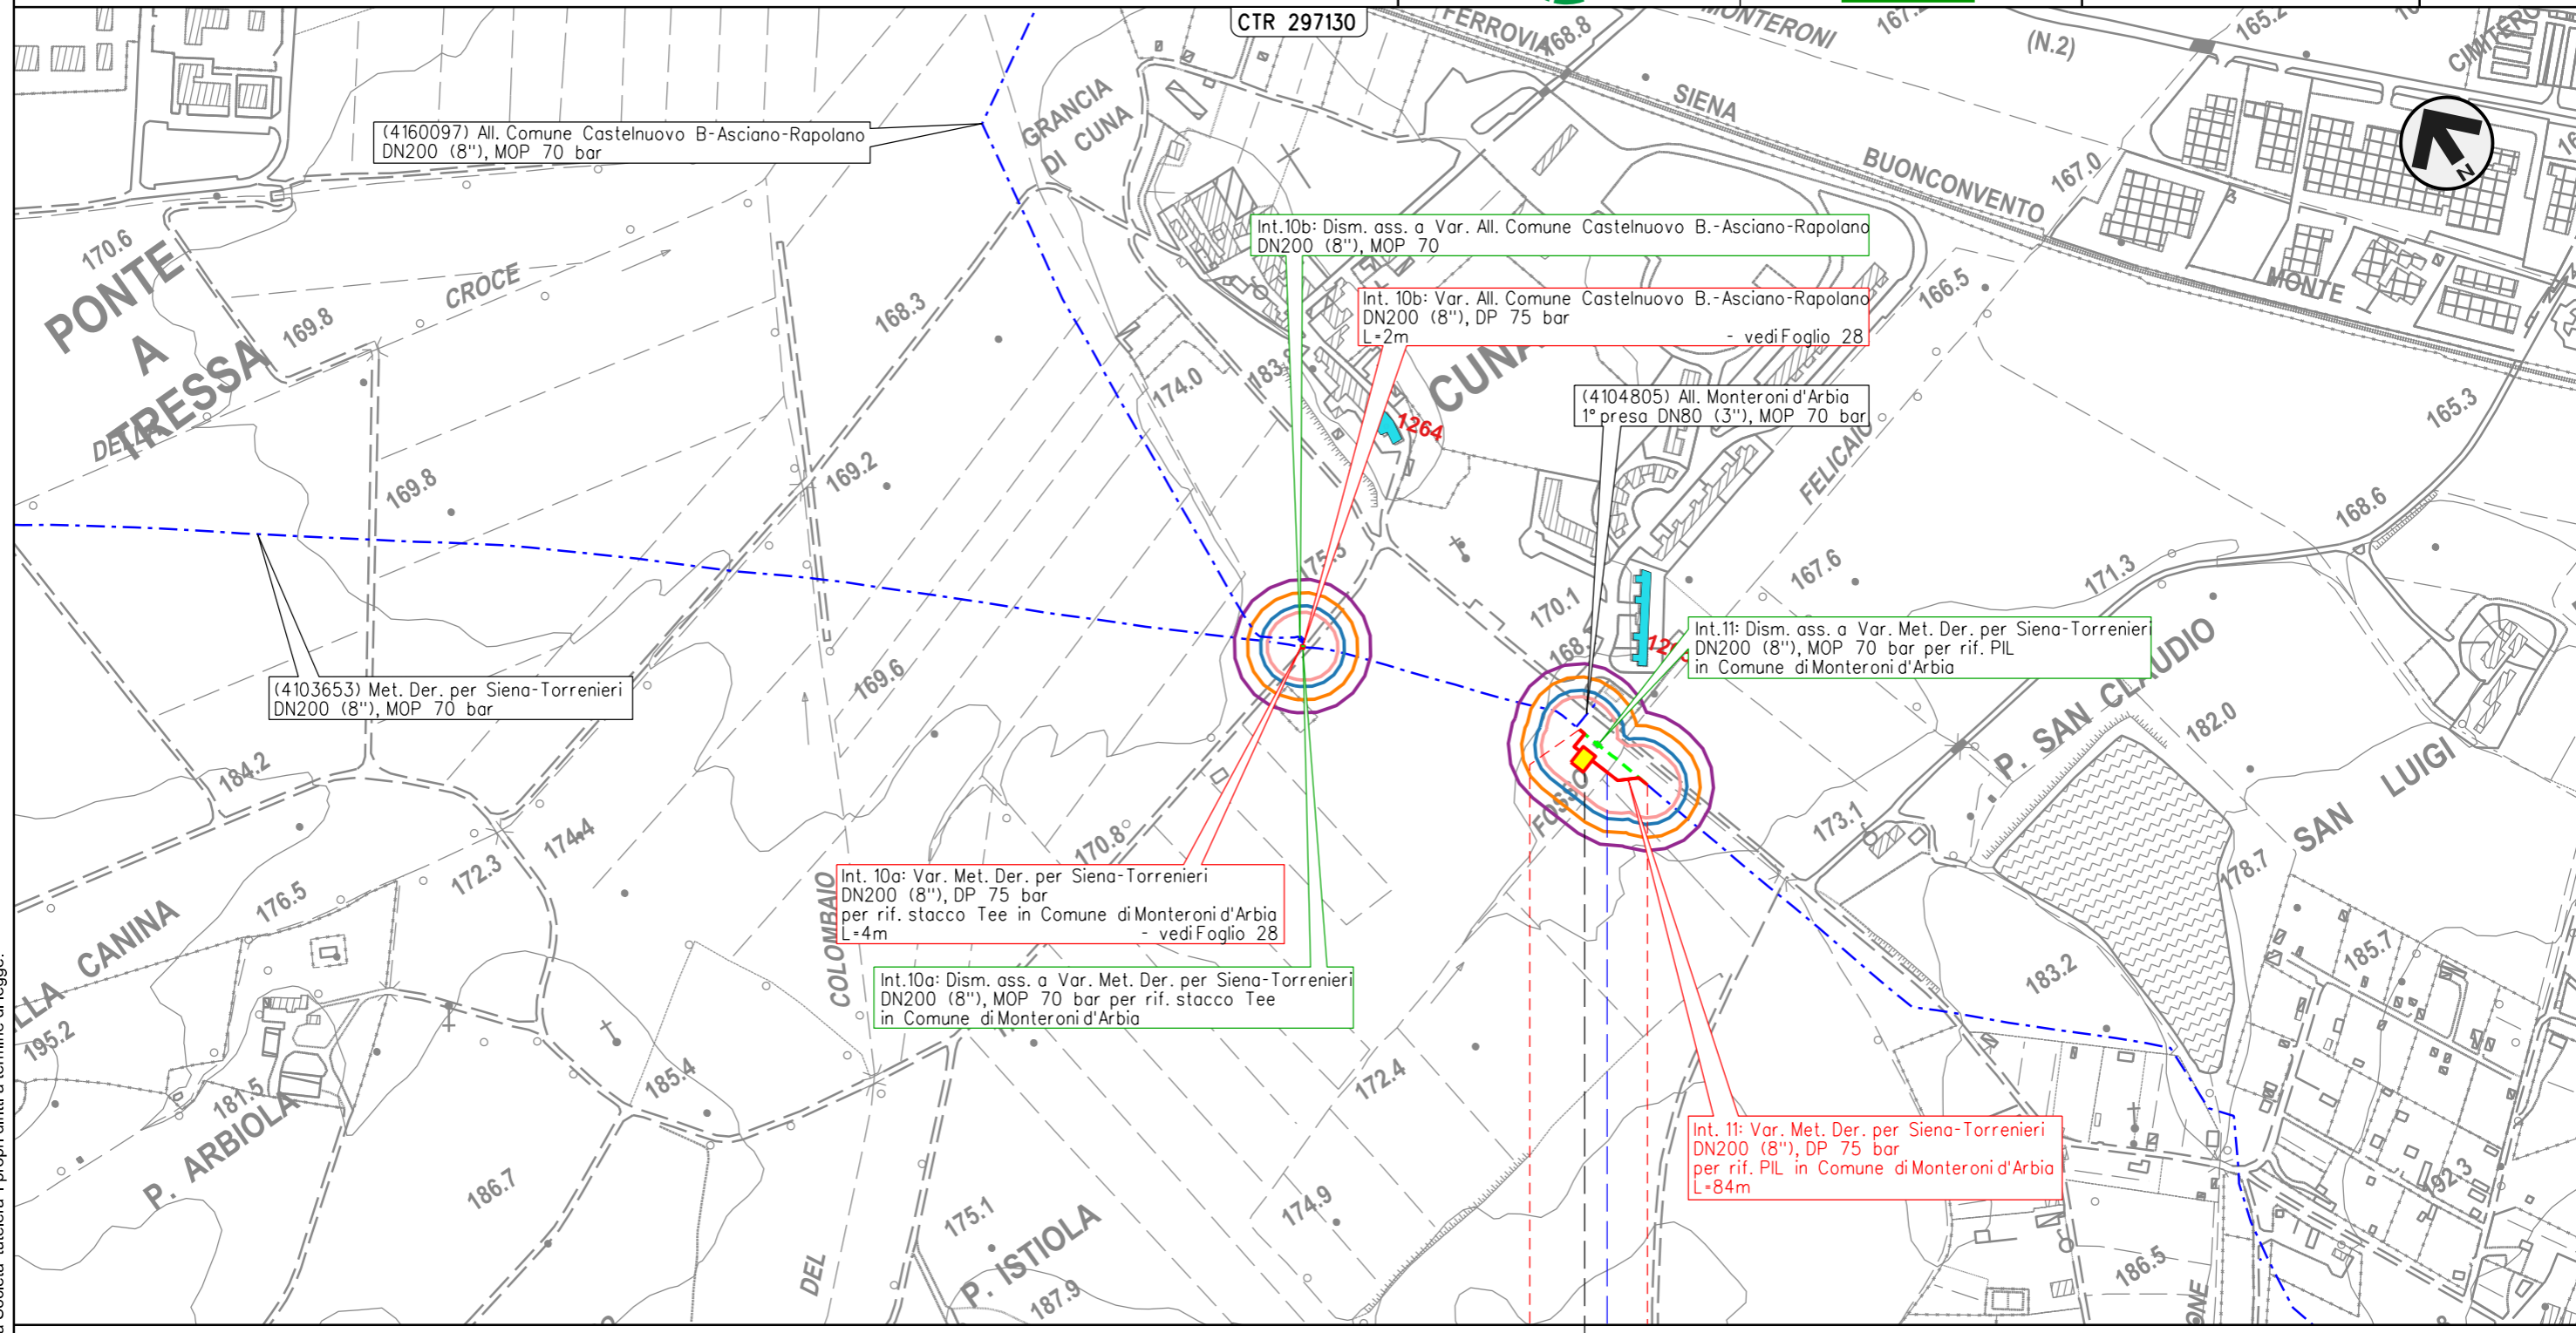 CTR 297130
FERROVIA
168.8
MONTERONI
(N.2)
165.2
CIMITERO
SIENA
BUONCONVENTO
167.0
MONTE
N
GRANCIA
DI CUNA
(4160097) All. Comune Castelnuovo B-Asciano-Rapolano
DN200 (8"), MOP 70 bar
170.6
PONTE
A
TRESSA
CROCE
169.8
168.3
Int.10b: Dism. ass. a Var. All. Comune Castelnuovo B.-Asciano-Rapolano
DN200 (8"), MOP 70
Int. 10b: Var. All. Comune Castelnuovo B.-Asciano-Rapolano
DN200 (8"), DP 75 bar
L=2m - vedi Foglio 28
166.5
174.0
CUNA
1264
(4104805) All. Monteroni d'Arbia
1° presa DN80 (3"), MOP 70 bar
165.3
FELICAIO
169.8
169.2
168.6
167.6
171.3
170.1
Int.11: Dism. ass. a Var. Met. Der. per Siena-Torrenieri
DN200 (8"), MOP 70 bar per rif. PIL
in Comune di Monteroni d'Arbia
169.6
(4103653) Met. Der. per Siena-Torrenieri
DN200 (8"), MOP 70 bar
P. SAN CLAUDIO
182.0
SAN LUIGI
184.2
FOSSO
173.1
174.4
172.3
170.8
178.7
176.5
CANINA
Int. 10a: Var. Met. Der. per Siena-Torrenieri
DN200 (8"), DP 75 bar
per rif. stacco Tee in Comune di Monteroni d'Arbia
L=4m - vedi Foglio 28
COLOMBAIO
Int.10a: Dism. ass. a Var. Met. Der. per Siena-Torrenieri
DN200 (8"), MOP 70 bar per rif. stacco Tee
in Comune di Monteroni d'Arbia
185.7
183.2
195.2
181.5
P. ARBIOLA
185.4
172.4
Int. 11: Var. Met. Der. per Siena-Torrenieri
DN200 (8"), DP 75 bar
per rif. PIL in Comune di Monteroni d'Arbia
L=84m
186.7
175.1
174.9
192.3
P. ISTIOLA
187.9
DEL
186.5